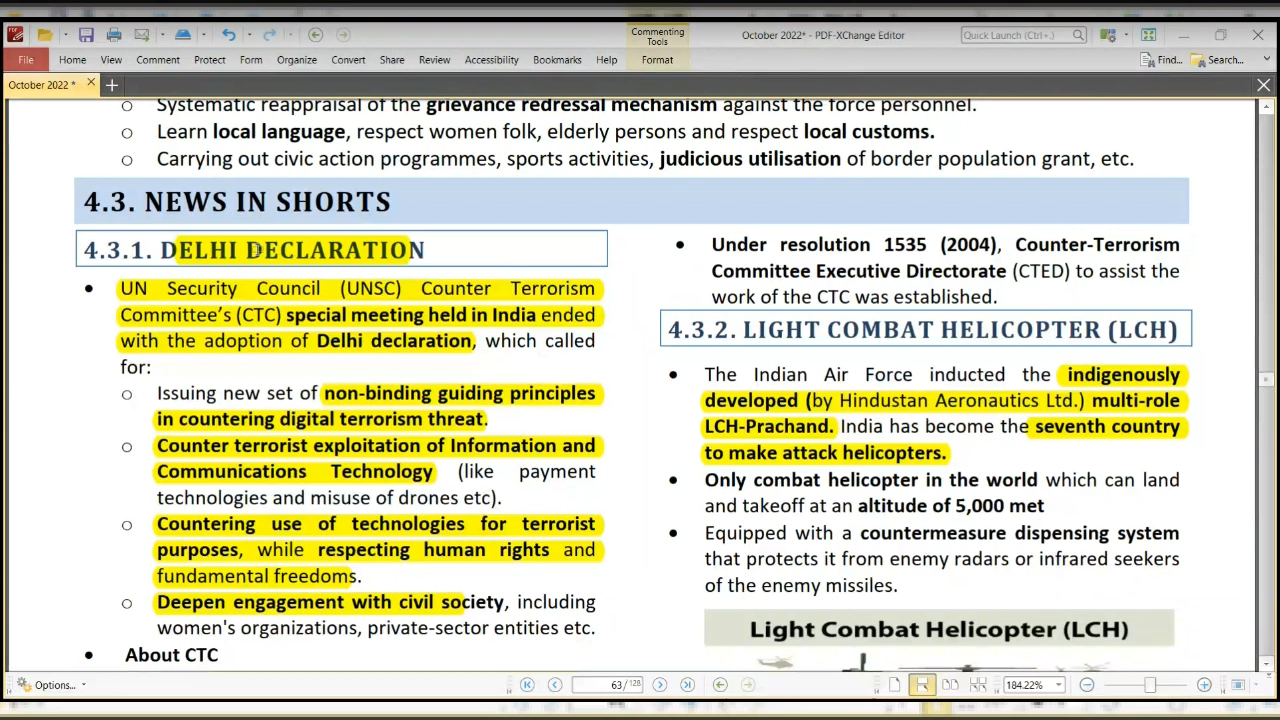 Commenting
Tools
October 2022* - PDF-XChange Editor
Quick Launch (Ctrl+.)
File
Home
View
Comment
Protect
Form
Organize
Convert
Share
Review
Accessibility
Bookmarks
Help
Format
Find...
Search...
October 2022 *
○ Systematic reappraisal of the grievance redressal mechanism against the force personnel.
○ Learn local language, respect women folk, elderly persons and respect local customs.
○ Carrying out civic action programmes, sports activities, judicious utilisation of border population grant, etc.
4.3. NEWS IN SHORTS
4.3.1. DELHI DECLARATION
• UN Security Council (UNSC) Counter Terrorism
Committee's (CTC) special meeting held in India ended
with the adoption of Delhi declaration, which called
for:
○ Issuing new set of non-binding guiding principles
in countering digital terrorism threat.
○ Counter terrorist exploitation of Information and
Communications Technology (like payment
technologies and misuse of drones etc).
○ Countering use of technologies for terrorist
purposes, while respecting human rights and
fundamental freedoms.
○ Deepen engagement with civil society, including
women's organizations, private-sector entities etc.
• About CTC
• Under resolution 1535 (2004), Counter-Terrorism
Committee Executive Directorate (CTED) to assist the
work of the CTC was established.
4.3.2. LIGHT COMBAT HELICOPTER (LCH)
• The Indian Air Force inducted the indigenously
developed (by Hindustan Aeronautics Ltd.) multi-role
LCH-Prachand. India has become the seventh country
to make attack helicopters.
• Only combat helicopter in the world which can land
and takeoff at an altitude of 5,000 met
• Equipped with a countermeasure dispensing system
that protects it from enemy radars or infrared seekers
of the enemy missiles.
Light Combat Helicopter (LCH)
Options...
63 / 128
184.22%